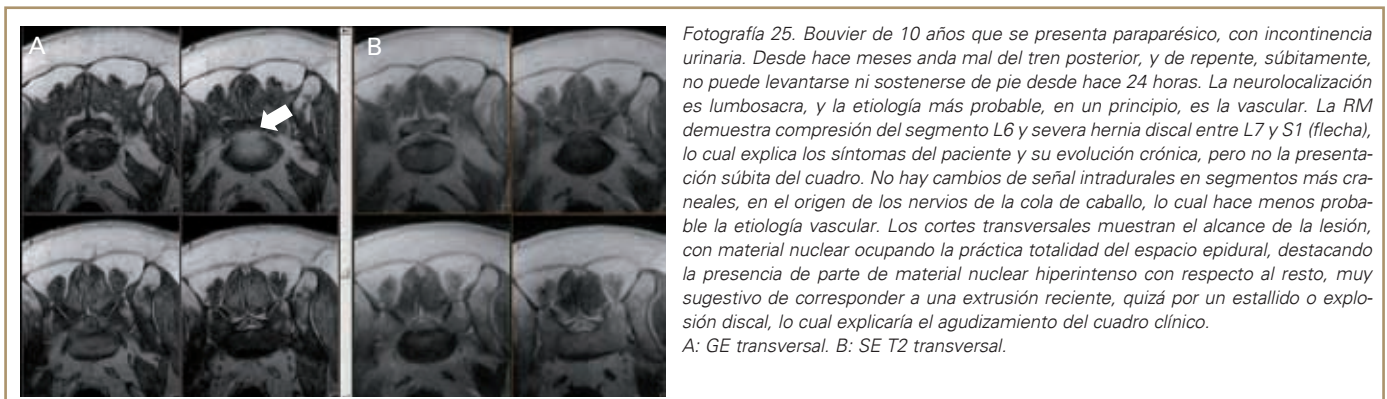 A
B
Fotografía 25. Bouvier de 10 años que se presenta paraparésico, con incontinencia
urinaria. Desde hace meses anda mal del tren posterior, y de repente, súbitamente,
no puede levantarse ni sostenerse de pie desde hace 24 horas. La neurolocalización
es lumbosacra, y la etiología más probable, en un principio, es la vascular. La RM
demuestra compresión del segmento L6 y severa hernia discal entre L7 y S1 (flecha),
lo cual explica los síntomas del paciente y su evolución crónica, pero no la presenta-
ción súbita del cuadro. No hay cambios de señal intradurales en segmentos más cra-
neales, en el origen de los nervios de la cola de caballo, lo cual hace menos proba-
ble la etiología vascular. Los cortes transversales muestran el alcance de la lesión,
con material nuclear ocupando la práctica totalidad del espacio epidural, destacando
la presencia de parte de material nuclear hiperintenso con respecto al resto, muy
sugestivo de corresponder a una extrusión reciente, quizá por un estallido o explo-
sión discal, lo cual explicaría el agudizamiento del cuadro clínico.
A: GE transversal. B: SE T2 transversal.